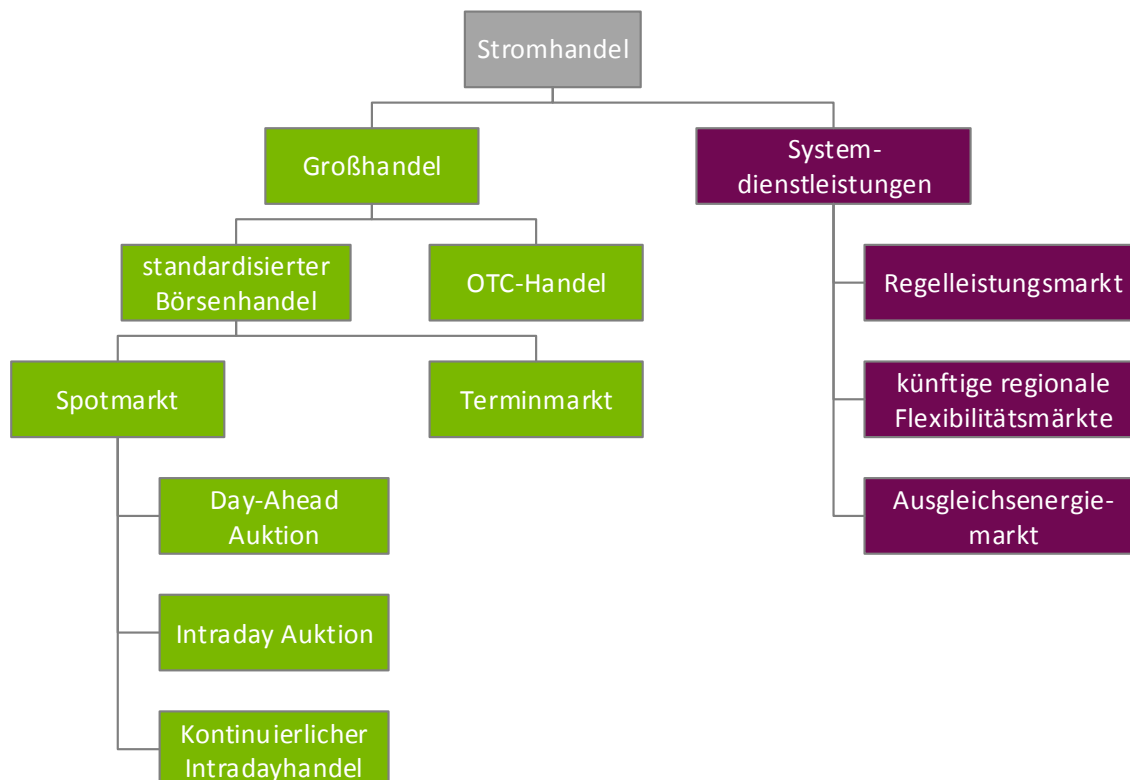 Stromhandel
Großhandel
System-
dienstleistungen
standardisierter
Börsenhandel
OTC-Handel
Regelleistungsmarkt
Spotmarkt
Terminmarkt
künftige regionale
Flexibilitätsmärkte
Day-Ahead
Auktion
Ausgleichsenergie-
markt
Intraday Auktion
Kontinuierlicher
Intradayhandel